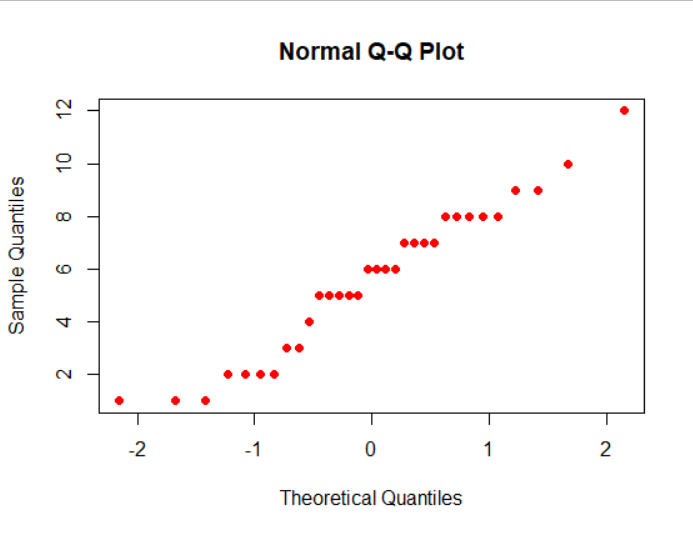 Normal Q-Q Plot
12
10
8
6
4
2
Sample Quantiles
-2 -1 0 1 2
Theoretical Quantiles